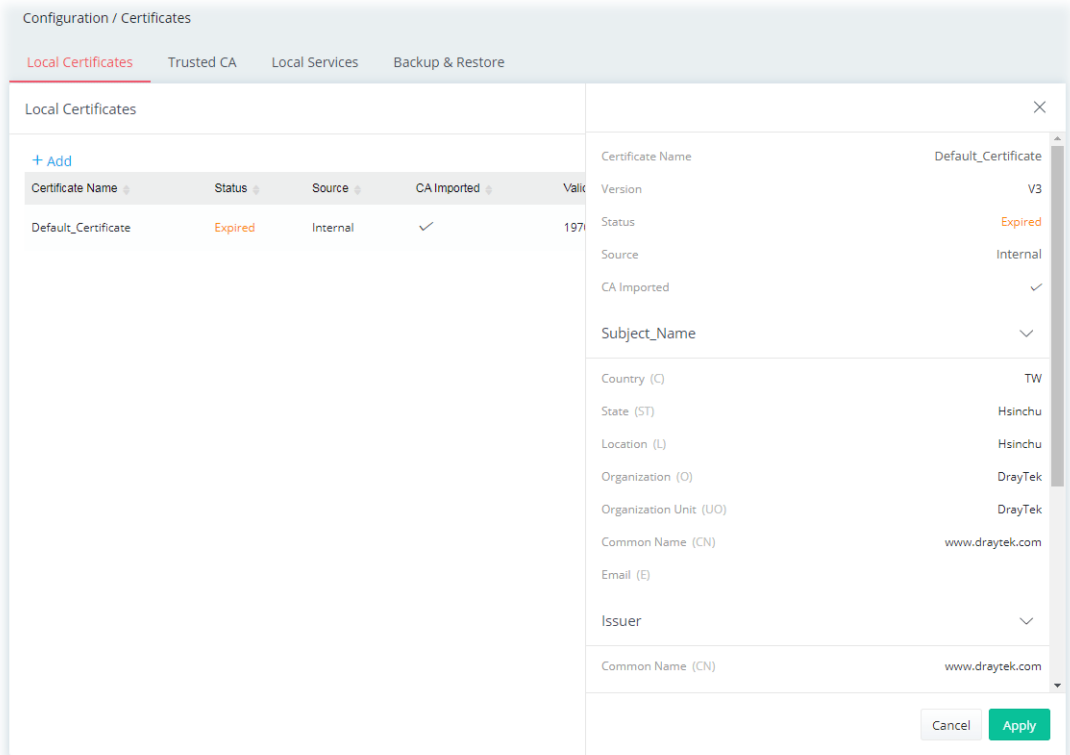 Configuration / Certificates
Local Certificates Trusted CA Local Services Backup & Restore
Local Certificates
+ Add
Certificate Name Status Source CA Imported Valid
Default_Certificate Expired Internal 1970
Certificate Name Default_Certificate
Version V3
Status Expired
Source Internal
CA Imported
Subject_Name
Country (C) TW
State (ST) Hsinchu
Location (L) Hsinchu
Organization (O) DrayTek
Organization Unit (UO) DrayTek
Common Name (CN) www.draytek.com
Email (E)
Issuer
Common Name (CN) www.draytek.com
Cancel Apply